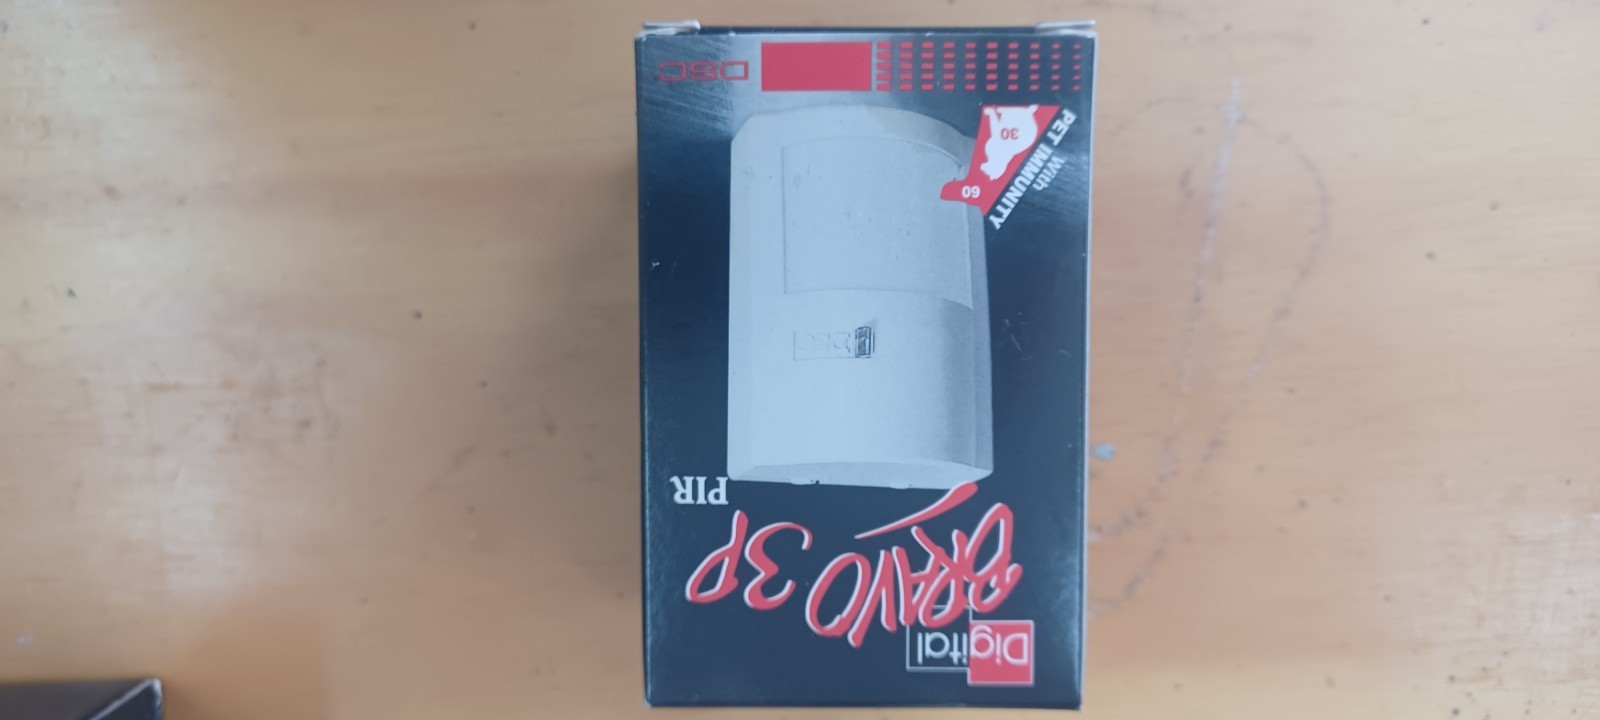 Digital
BRAVO 3P
PIR
DSC
With
PET IMMUNITY
60
30
DSC